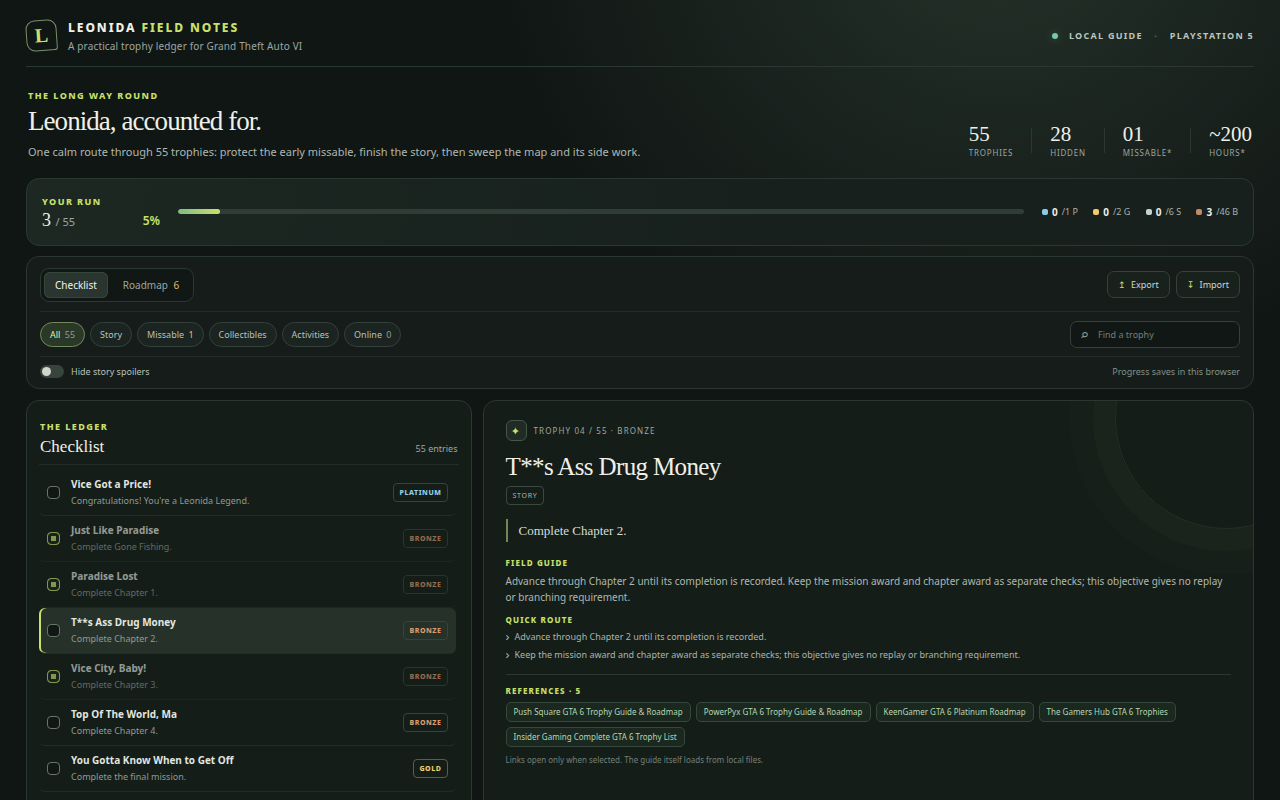 L
LEONIDA FIELD NOTES
A practical trophy ledger for Grand Theft Auto VI
LOCAL GUIDE · PLAYSTATION 5
THE LONG WAY ROUND
Leonida, accounted for.
One calm route through 55 trophies: protect the early missable, finish the story, then sweep the map and its side work.
55 28 01 ~200
TROPHIES HIDDEN MISSABLE* HOURS*
YOUR RUN
3 / 55 5%
0 /1 P 0 /2 G 0 /6 S 3 /46 B
Checklist Roadmap 6
↥ Export ↧ Import
All 55 Story Missable 1 Collectibles Activities Online 0
⌕ Find a trophy
Hide story spoilers
Progress saves in this browser
THE LEDGER
Checklist
55 entries
Vice Got a Price!
Congratulations! You're a Leonida Legend.
PLATINUM
Just Like Paradise
Complete Gone Fishing.
BRONZE
Paradise Lost
Complete Chapter 1.
BRONZE
T**s Ass Drug Money
Complete Chapter 2.
BRONZE
Vice City, Baby!
Complete Chapter 3.
BRONZE
Top Of The World, Ma
Complete Chapter 4.
BRONZE
You Gotta Know When to Get Off
Complete the final mission.
GOLD
✦ TROPHY 04 / 55 · BRONZE
T**s Ass Drug Money
STORY
Complete Chapter 2.
FIELD GUIDE
Advance through Chapter 2 until its completion is recorded. Keep the mission award and chapter award as separate checks; this objective gives no replay
or branching requirement.
QUICK ROUTE
› Advance through Chapter 2 until its completion is recorded.
› Keep the mission award and chapter award as separate checks; this objective gives no replay or branching requirement.
REFERENCES · 5
Push Square GTA 6 Trophy Guide & Roadmap PowerPyx GTA 6 Trophy Guide & Roadmap KeenGamer GTA 6 Platinum Roadmap The Gamers Hub GTA 6 Trophies
Insider Gaming Complete GTA 6 Trophy List
Links open only when selected. The guide itself loads from local files.